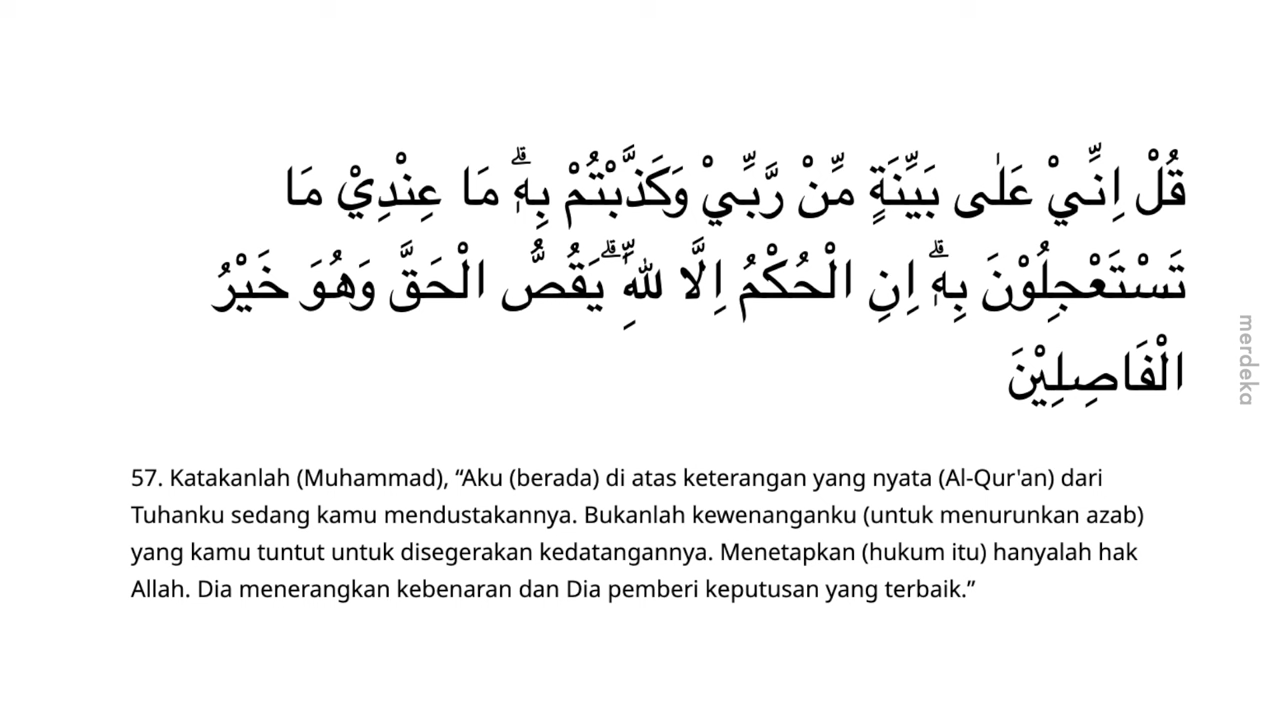 قُلْ اِنِّيْ عَلٰى بَيِّنَةٍ مِّنْ رَّبِّيْ وَكَذَّبْتُمْ بِهٖۗ مَا عِنْدِيْ مَا
تَسْتَعْجِلُوْنَ بِهٖۗ اِنِ الْحُكْمُ اِلَّا لِلّٰهِ ۗيَقُصُّ الْحَقَّ وَهُوَ خَيْرُ
الْفَاصِلِيْنَ
merdeka
57. Katakanlah (Muhammad), “Aku (berada) di atas keterangan yang nyata (Al-Qur'an) dari
Tuhanku sedang kamu mendustakannya. Bukanlah kewenanganku (untuk menurunkan azab)
yang kamu tuntut untuk disegerakan kedatangannya. Menetapkan (hukum itu) hanyalah hak
Allah. Dia menerangkan kebenaran dan Dia pemberi keputusan yang terbaik.”